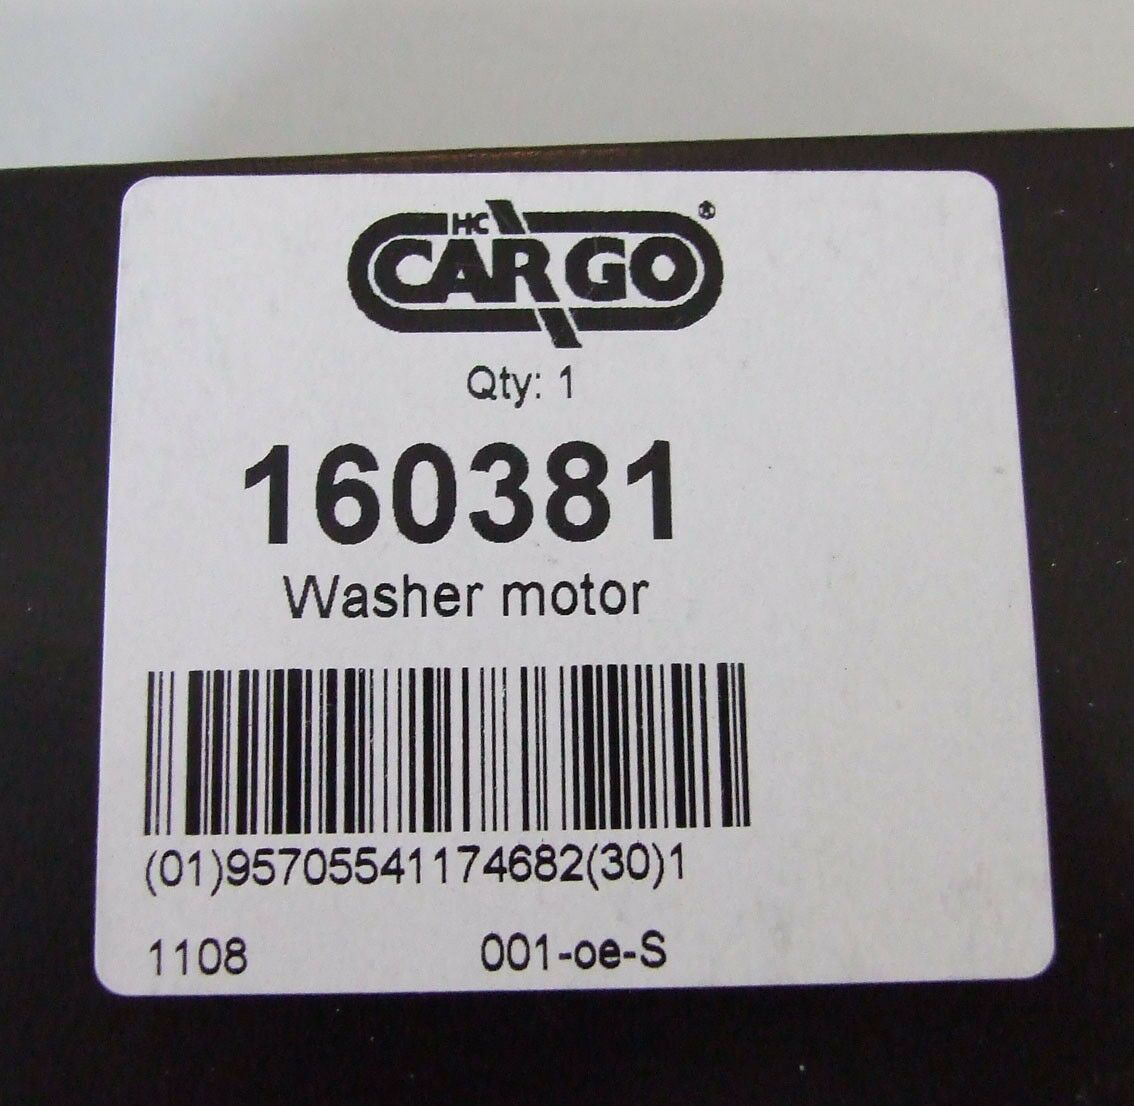 HC
CARGO®
Qty: 1
160381
Washer motor
(01)95705541174682(30)1
1108 001-oe-S